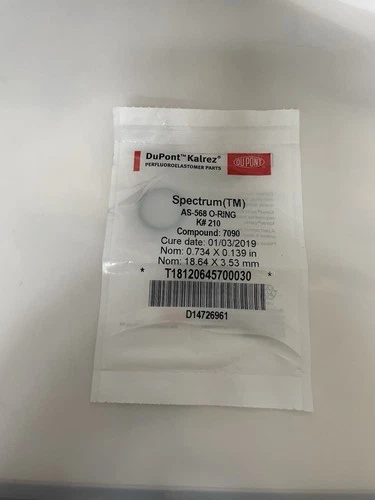 DuPont™ Kalrez®
PERFLUOROELASTOMER PARTS
DUPONT
Spectrum(TM)
AS-568 O-RING
K# 210
Compound: 7090
Cure date: 01/03/2019
Nom: 0.734 X 0.139 in
Nom: 18.64 X 3.53 mm
* T18120645700030 *
D14726961